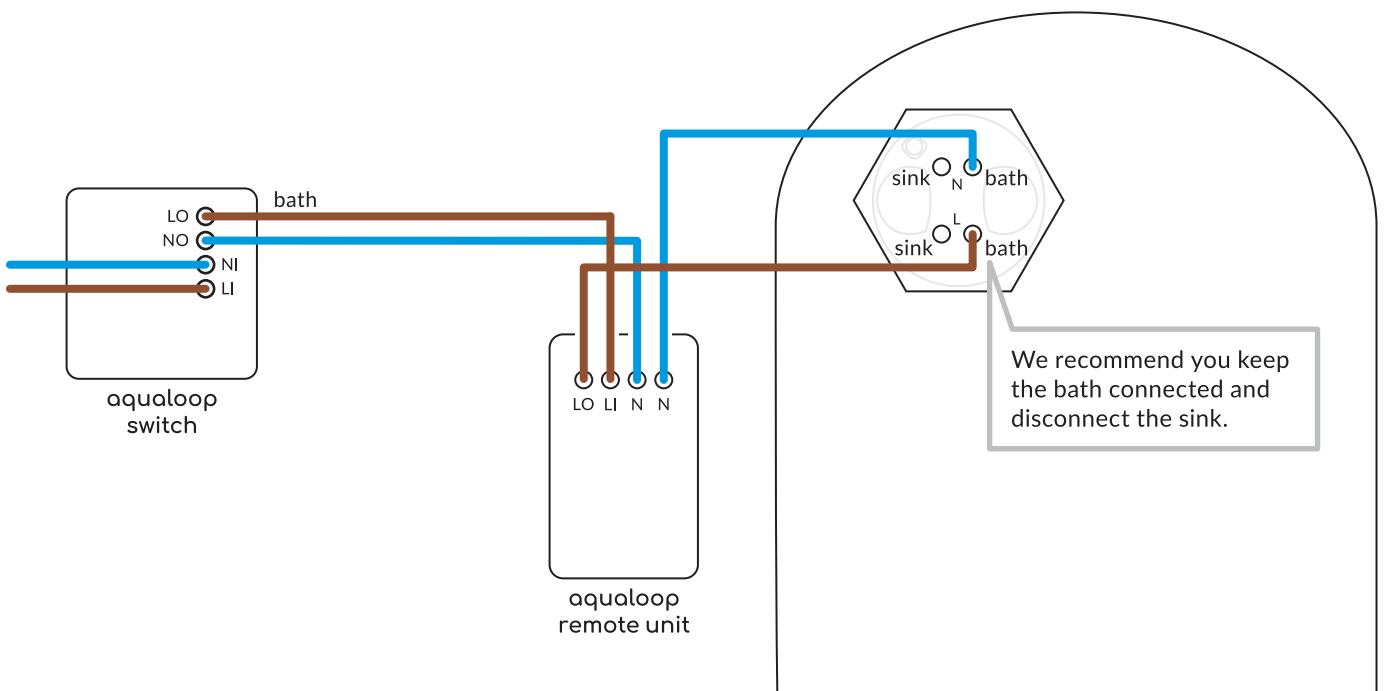 bath
LO
NO
NI
LI
aqualoop
switch
LO LI N N
aqualoop
remote unit
sink N bath
L
sink bath
We recommend you keep
the bath connected and
disconnect the sink.